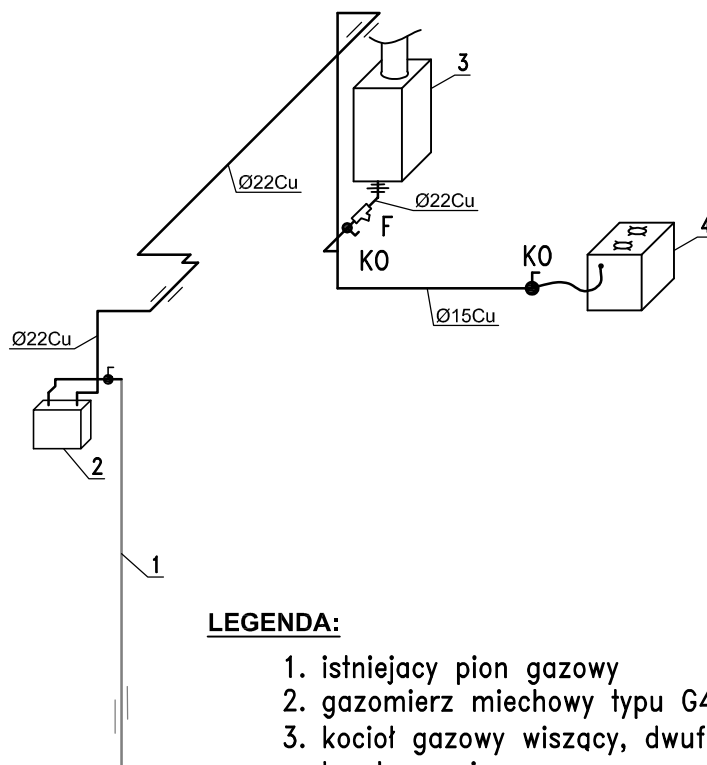 3
Ø22Cu
Ø22Cu
F
KO
KO
4
Ø15Cu
Ø22Cu
2
1
LEGENDA:
1. istniejacy pion gazowy
2. gazomierz miechowy typu G4
3. kocioł gazowy wiszący, dwuf